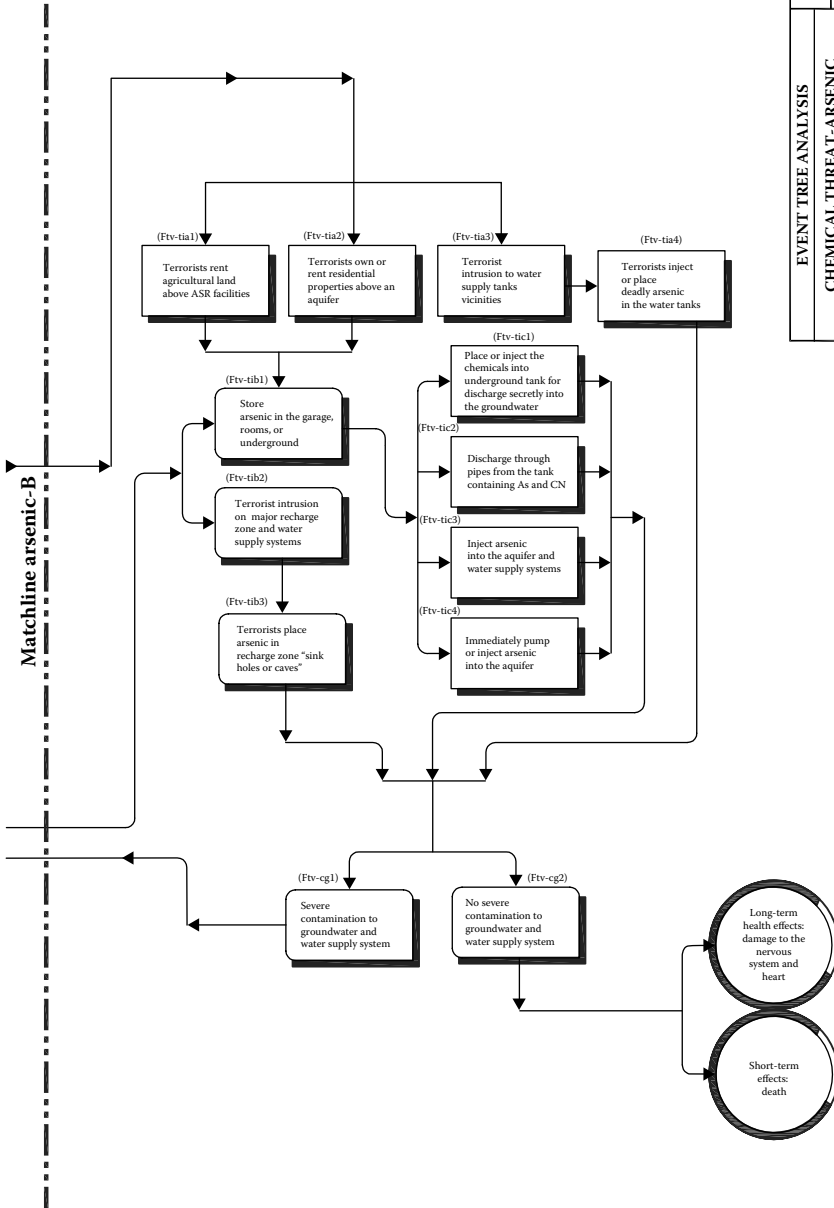 Matchline arsenic-B
EVENT TREE ANALYSIS
CHEMICAL THREAT-ARSENIC
(Ftv-tia1)
Terrorists rent
agricultural land
above ASR facilities
(Ftv-tia2)
Terrorists own or
rent residential
properties above an
aquifer
(Ftv-tia3)
Terrorist
intrusion to water
supply tanks
vicinities
(Ftv-tia4)
Terrorists inject
or place
deadly arsenic
in the water tanks
(Ftv-tib1)
Store
arsenic in the garage,
rooms, or
underground
(Ftv-tib2)
Terrorist intrusion
on major recharge
zone and water
supply systems
(Ftv-tib3)
Terrorists place
arsenic in
recharge zone “sink
holes or caves”
(Ftv-tic1)
Place or inject the
chemicals into
underground tank for
discharge secretly into
the groundwater
(Ftv-tic2)
Discharge through
pipes from the tank
containing As and CN
(Ftv-tic3)
Inject arsenic
into the aquifer and
water supply systems
(Ftv-tic4)
Immediately pump
or inject arsenic
into the aquifer
(Ftv-cg1)
Severe
contamination to
groundwater and
water supply system
(Ftv-cg2)
No severe
contamination to
groundwater and
water supply system
Long-term
health effects:
damage to the
nervous
system and
heart
Short-term
effects:
death